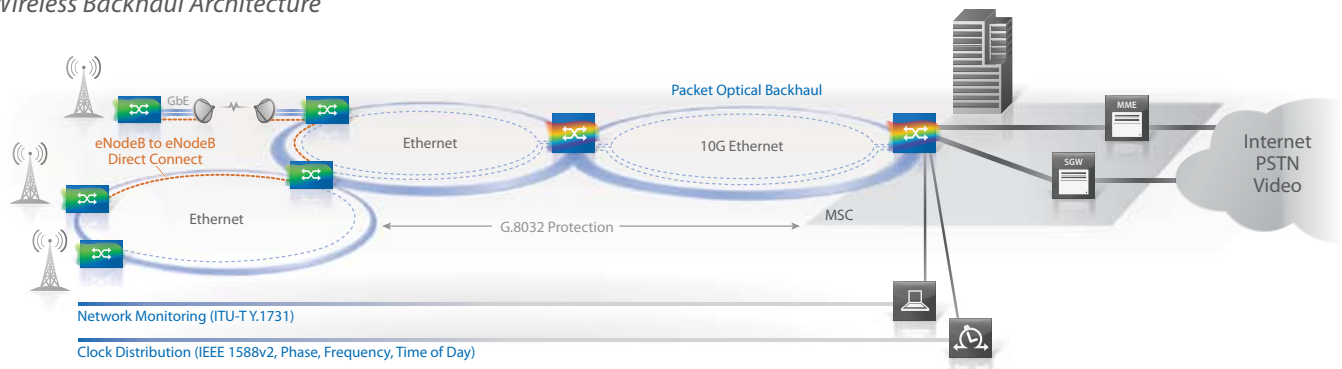 Wireless Backhaul Architecture
Packet Optical Backhaul
GbE
MME
eNodeB to eNodeB
Direct Connect
Ethernet
10G Ethernet
Internet
PSTN
Video
SGW
Ethernet
G.8032 Protection
MSC
Network Monitoring (ITU-T Y.1731)
Clock Distribution (IEEE 1588v2, Phase, Frequency, Time of Day)